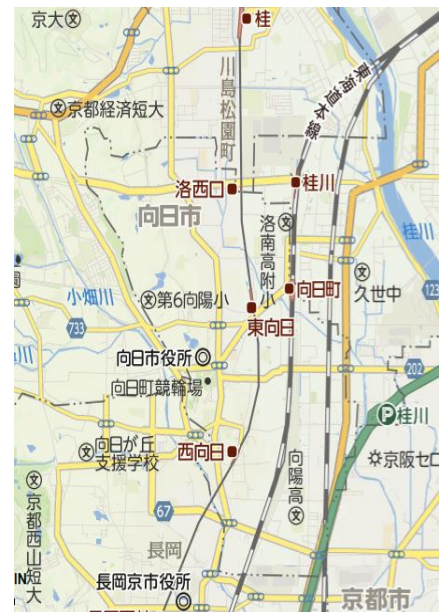 京大
桂
川島松園町
東海道本線
京都経済短大
洛西口
桂川
向日市
洛南高附小
桂川
小畑川
向日町
久世中
123
第6向陽小
東向日
733
向日市役所
202
向日町競輪場
P桂川
向日が丘
支援学校
西向日
向陽高
京阪セロ
京都西山短大
67
長岡
IN
長岡京市役所
京都市